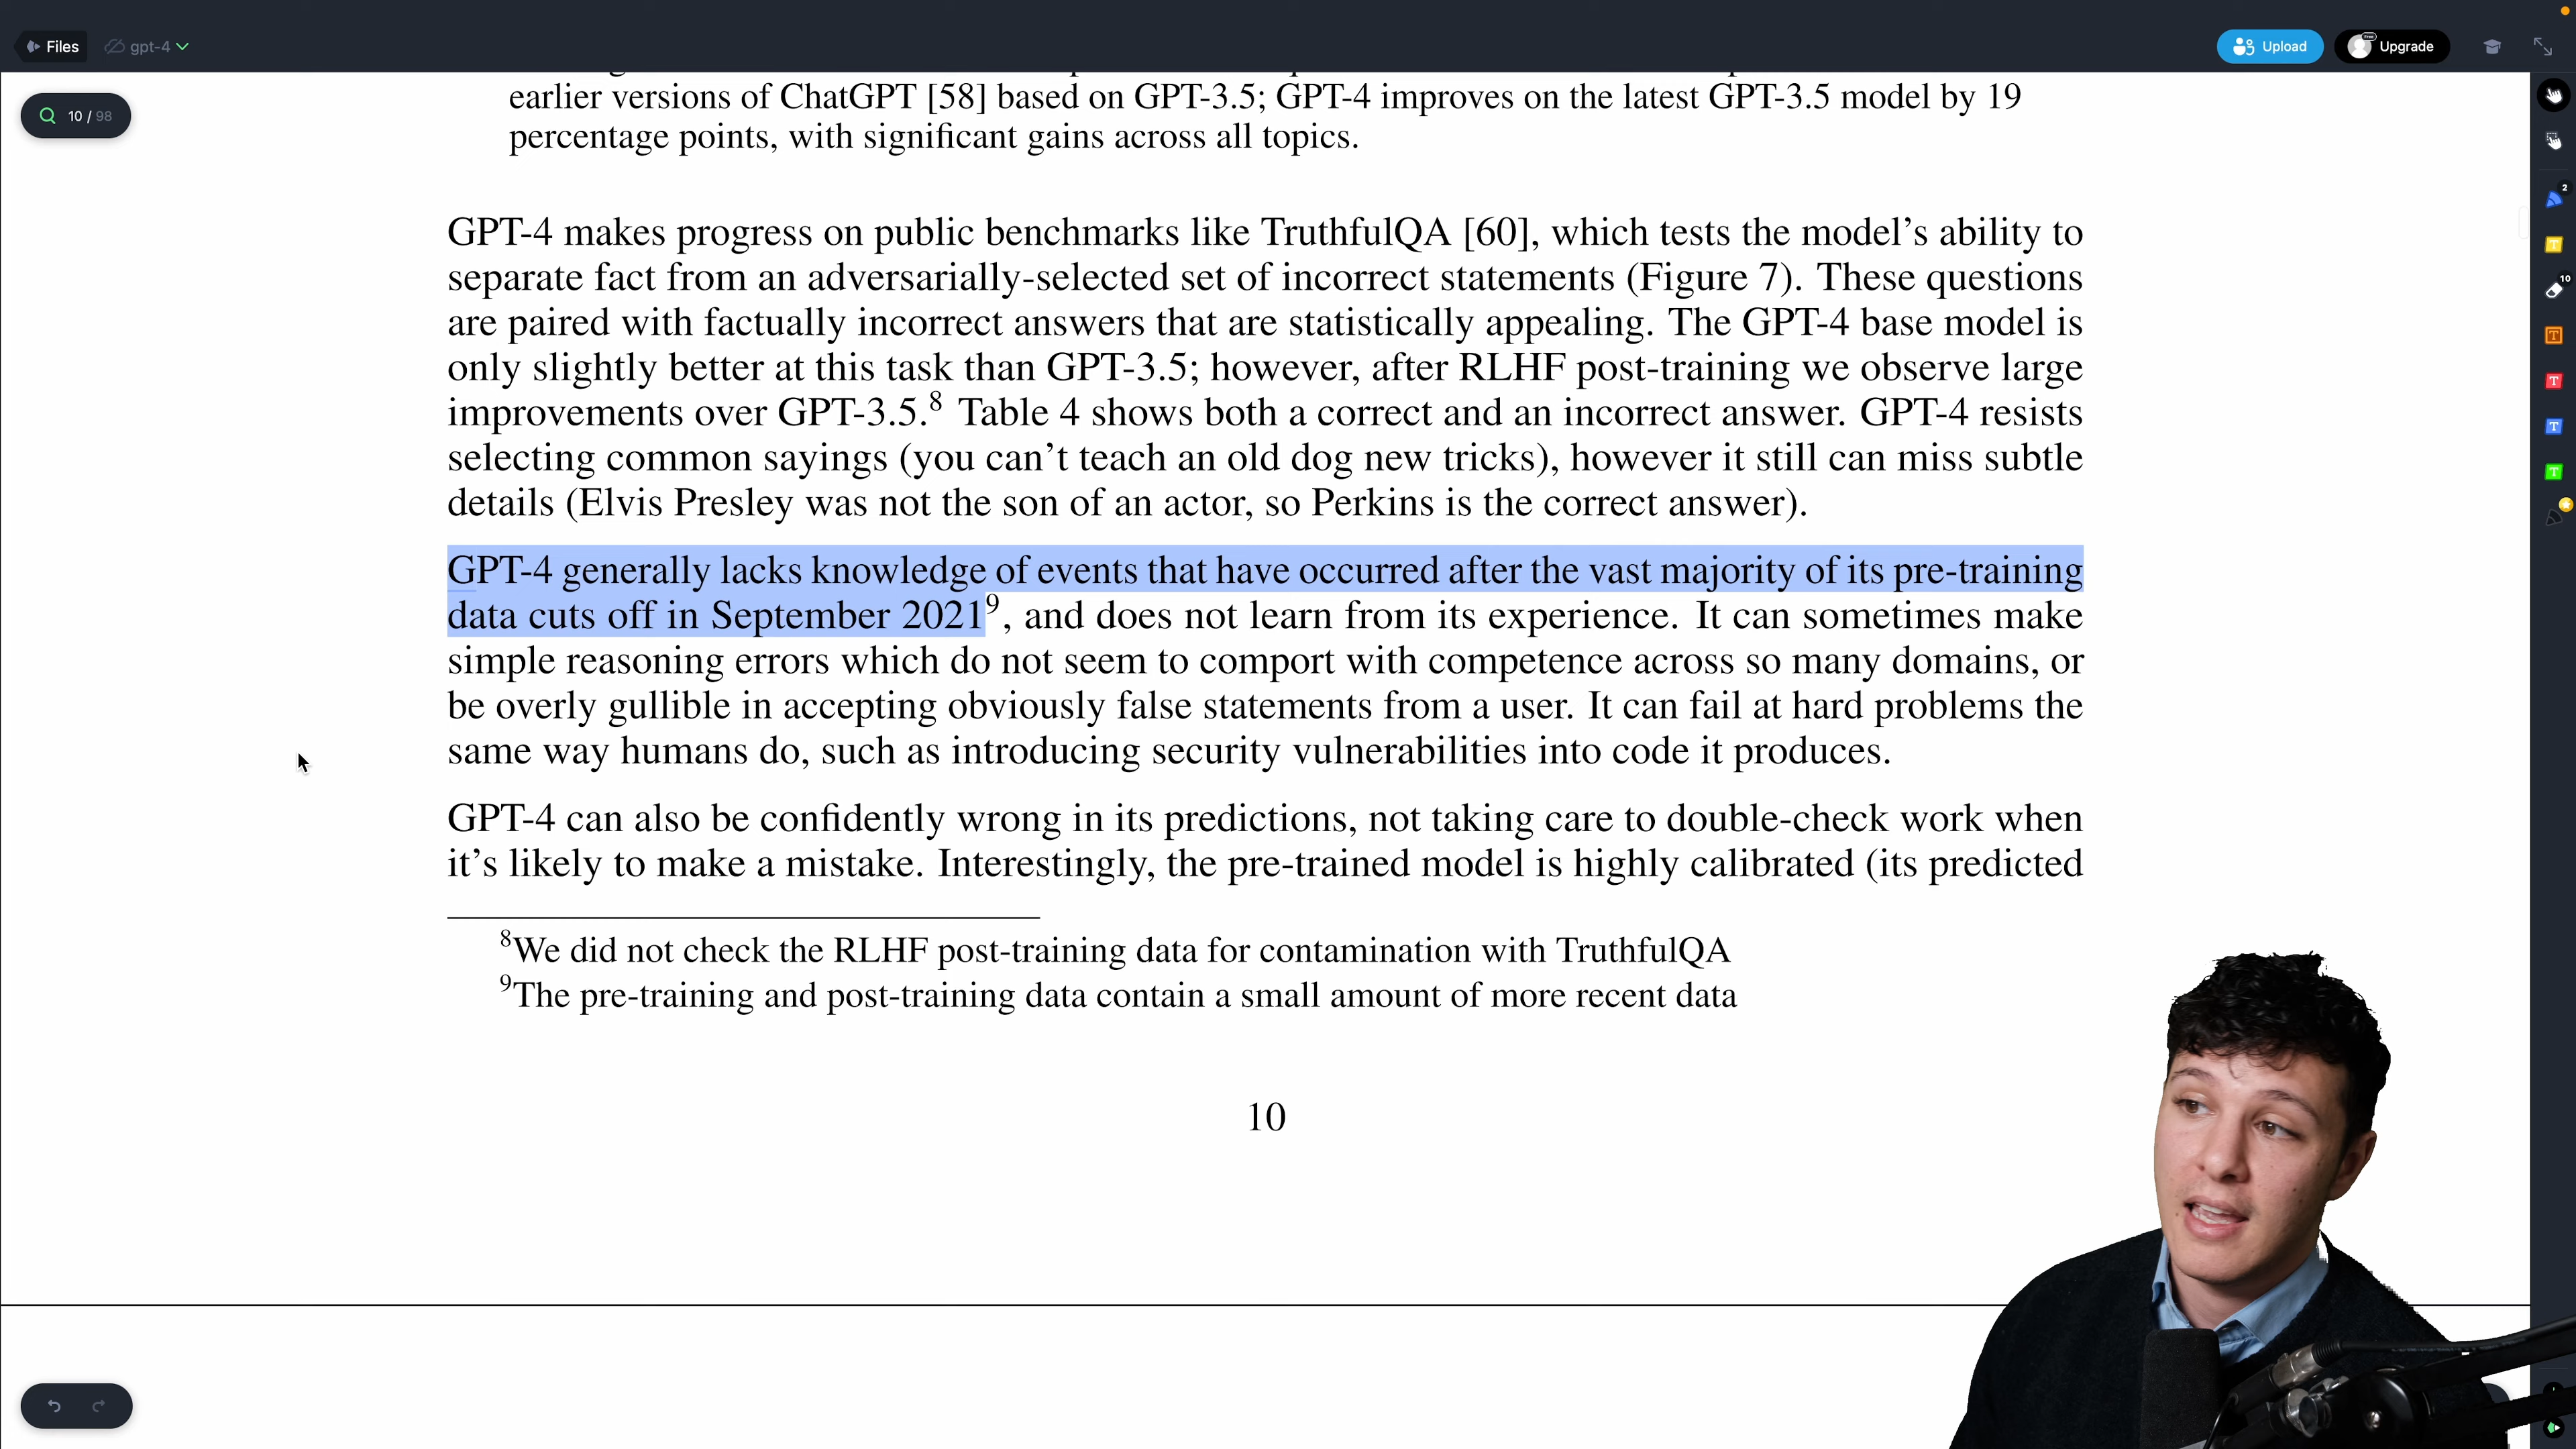 Files gpt-4 Upload Free Upgrade
10 / 98
earlier versions of ChatGPT [58] based on GPT-3.5; GPT-4 improves on the latest GPT-3.5 model by 19
percentage points, with significant gains across all topics.
GPT-4 makes progress on public benchmarks like TruthfulQA [60], which tests the model’s ability to
separate fact from an adversarially-selected set of incorrect statements (Figure 7). These questions
are paired with factually incorrect answers that are statistically appealing. The GPT-4 base model is
only slightly better at this task than GPT-3.5; however, after RLHF post-training we observe large
improvements over GPT-3.5.⁸ Table 4 shows both a correct and an incorrect answer. GPT-4 resists
selecting common sayings (you can’t teach an old dog new tricks), however it still can miss subtle
details (Elvis Presley was not the son of an actor, so Perkins is the correct answer).
GPT-4 generally lacks knowledge of events that have occurred after the vast majority of its pre-training
data cuts off in September 2021⁹, and does not learn from its experience. It can sometimes make
simple reasoning errors which do not seem to comport with competence across so many domains, or
be overly gullible in accepting obviously false statements from a user. It can fail at hard problems the
same way humans do, such as introducing security vulnerabilities into code it produces.
GPT-4 can also be confidently wrong in its predictions, not taking care to double-check work when
it’s likely to make a mistake. Interestingly, the pre-trained model is highly calibrated (its predicted
⁸We did not check the RLHF post-training data for contamination with TruthfulQA
⁹The pre-training and post-training data contain a small amount of more recent data
10
2
T
10
T
T
T
T